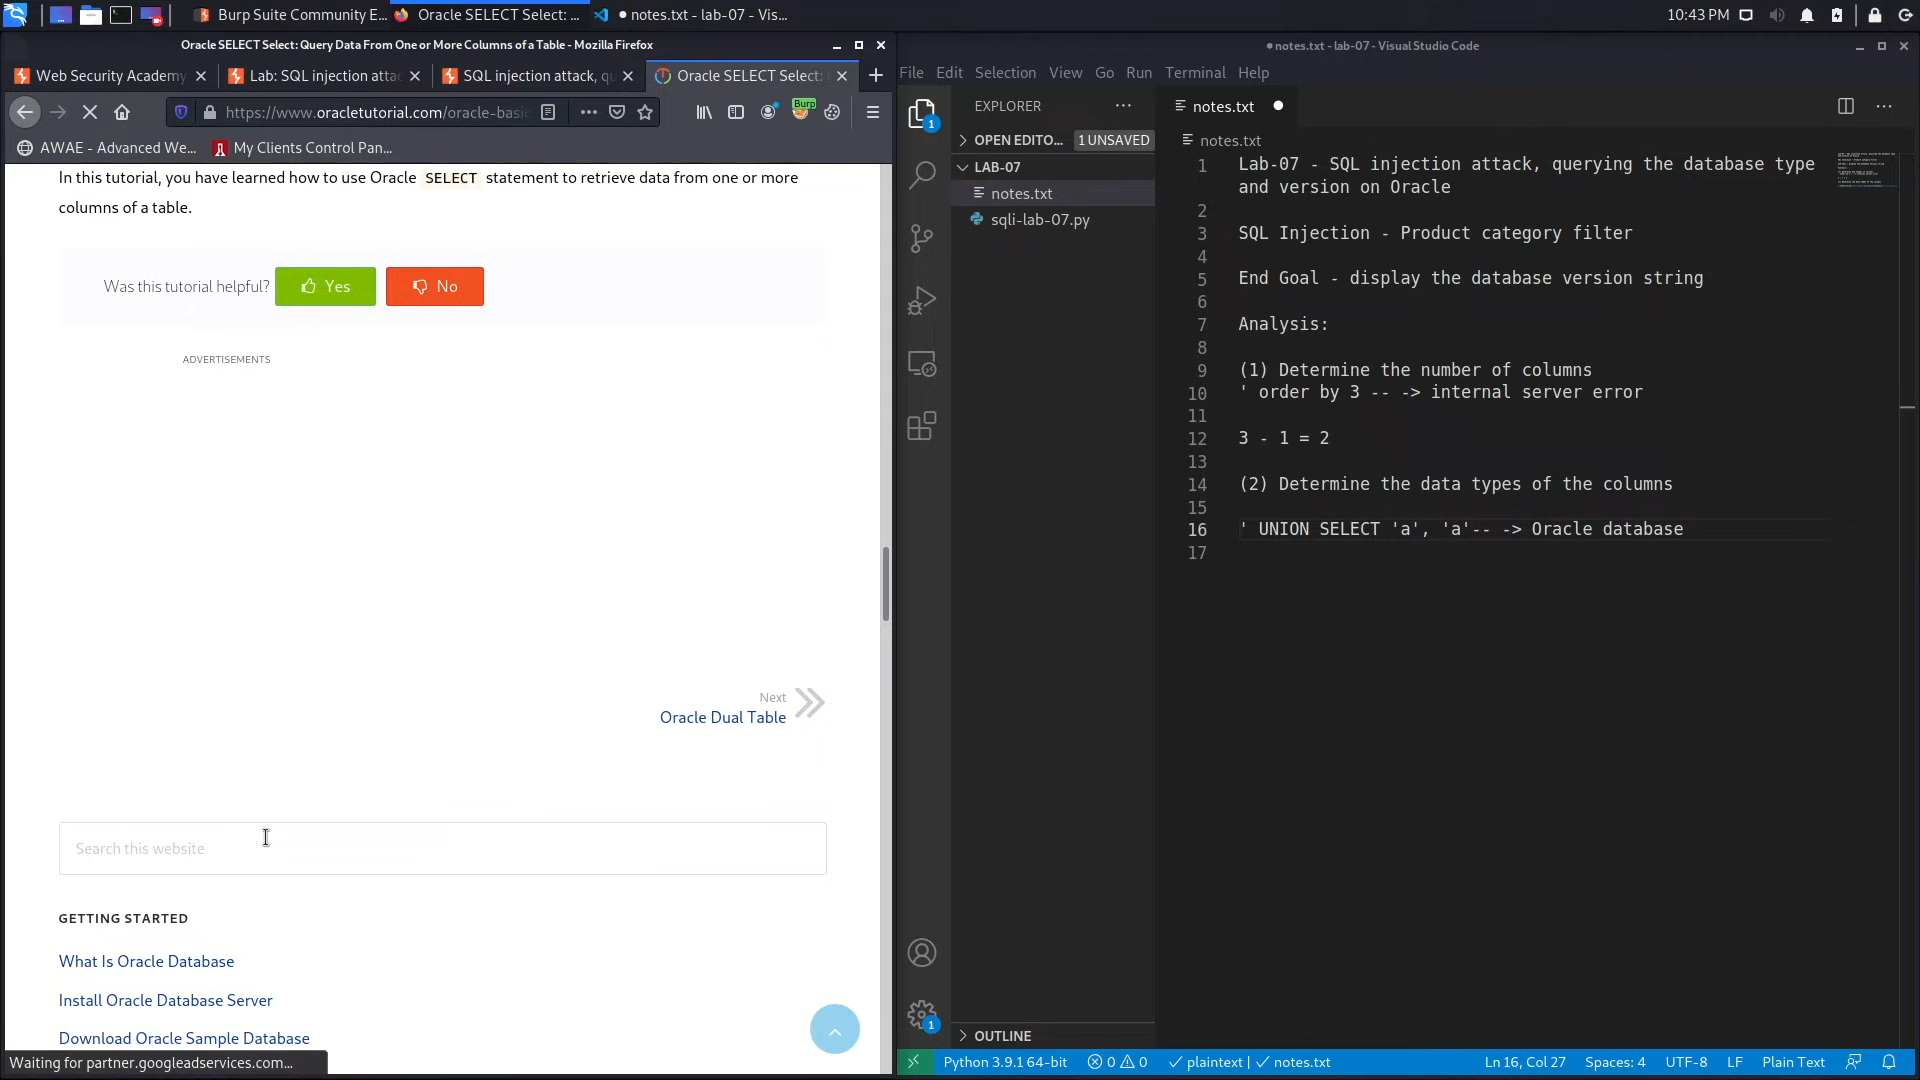 Burp Suite Community E...
Oracle SELECT Select: ...
notes.txt - lab-07 - Vis...
10:43 PM
Oracle SELECT Select: Query Data From One or More Columns of a Table - Mozilla Firefox
Web Security Academy
Lab: SQL injection atta
SQL injection attack, qu
Oracle SELECT Select:
https://www.oracletutorial.com/oracle-basic
Burp
AWAE - Advanced We...
My Clients Control Pan...
In this tutorial, you have learned how to use Oracle SELECT statement to retrieve data from one or more
columns of a table.
Was this tutorial helpful?
Yes
No
ADVERTISEMENTS
Next
Oracle Dual Table
Search this website
GETTING STARTED
What Is Oracle Database
Install Oracle Database Server
Download Oracle Sample Database
Waiting for partner.googleadservices.com...
notes.txt - lab-07 - Visual Studio Code
File Edit Selection View Go Run Terminal Help
1
EXPLORER
OPEN EDITO... 1 UNSAVED
LAB-07
notes.txt
sqli-lab-07.py
OUTLINE
1
notes.txt
notes.txt
1 Lab-07 - SQL injection attack, querying the database type
and version on Oracle
2
3 SQL Injection - Product category filter
4
5 End Goal - display the database version string
6
7 Analysis:
8
9 (1) Determine the number of columns
10 ' order by 3 -- -> internal server error
11
12 3 - 1 = 2
13
14 (2) Determine the data types of the columns
15
16 ' UNION SELECT 'a', 'a'-- -> Oracle database
17
Python 3.9.1 64-bit 0 0 plaintext | notes.txt Ln 16, Col 27 Spaces: 4 UTF-8 LF Plain Text